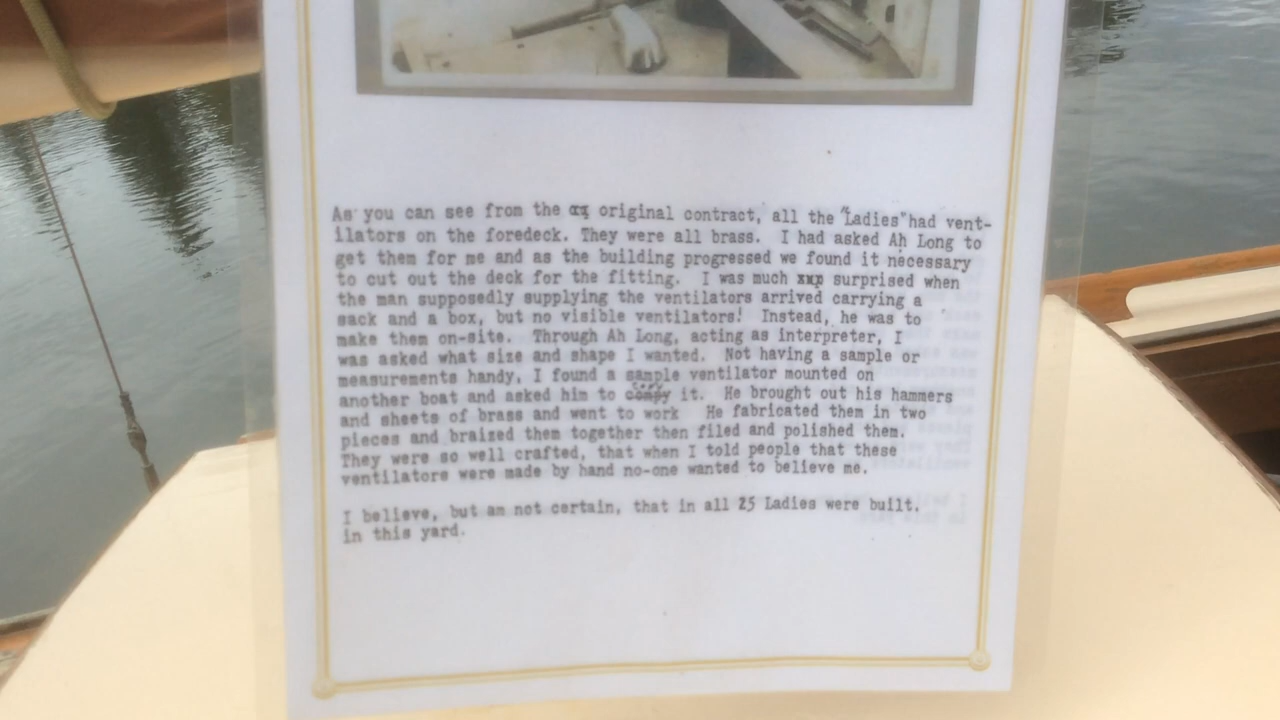 As you can see from the original contract, all the "Ladies" had vent-
ilators on the foredeck. They were all brass. I had asked Ah Long to
get them for me and as the building progressed we found it necessary
to cut out the deck for the fitting. I was much surprised when
the man supposedly supplying the ventilators arrived carrying a
sack and a box, but no visible ventilators! Instead, he was to
make them on-site. Through Ah Long, acting as interpreter, I
was asked what size and shape I wanted. Not having a sample or
measurements handy, I found a sample ventilator mounted on
copy
another boat and asked him to it. He brought out his hammers
and sheets of brass and went to work He fabricated them in two
pieces and braized them together then filed and polished them.
They were so well crafted, that when I told people that these
ventilators were made by hand no-one wanted to believe me.
I believe, but am not certain, that in all 25 Ladies were built.
in this yard.